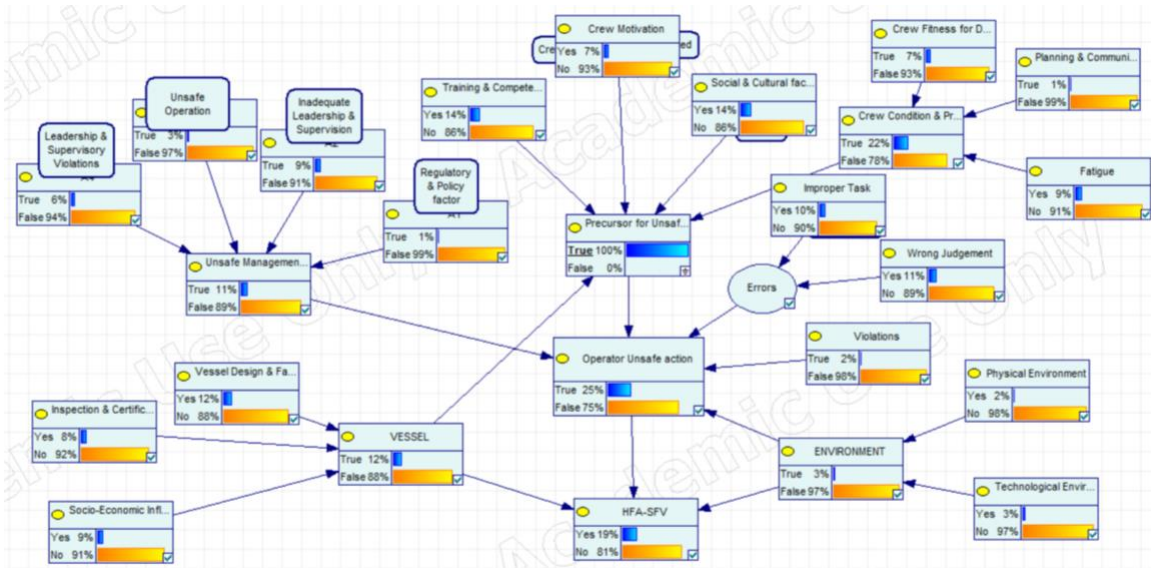 Crew Motivation
Yes 7%
No 93%
Cre
ed
Crew Fitness for D...
True 7%
False 93%
Planning & Communi...
True 1%
False 99%
Training & Compete...
Yes 14%
No 86%
Social & Cultural fac...
Yes 14%
No 86%
Unsafe
Operation
True 3%
False 97%
Inadequate
Leadership &
Supervision
A2
True 9%
False 91%
Leadership &
Supervisory
Violations
True 6%
False 94%
Regulatory
& Policy
factor
A1
True 1%
False 99%
Crew Condition & Pr...
True 22%
False 78%
Fatigue
Yes 9%
No 91%
Improper Task
Yes 10%
No 90%
Precursor for Unsaf...
True 100%
False 0%
Wrong Judgement
Yes 11%
No 89%
Unsafe Managemen...
True 11%
False 89%
Errors
Operator Unsafe action
True 25%
False 75%
Violations
True 2%
False 98%
Physical Environment
Yes 2%
No 98%
Vessel Design & Fa...
Yes 12%
No 88%
Inspection & Certific...
Yes 8%
No 92%
VESSEL
True 12%
False 88%
ENVIRONMENT
True 3%
False 97%
Technological Envir...
Yes 3%
No 97%
Socio-Economic Infl...
Yes 9%
No 91%
HFA-SFV
Yes 19%
No 81%
Academic Use Only